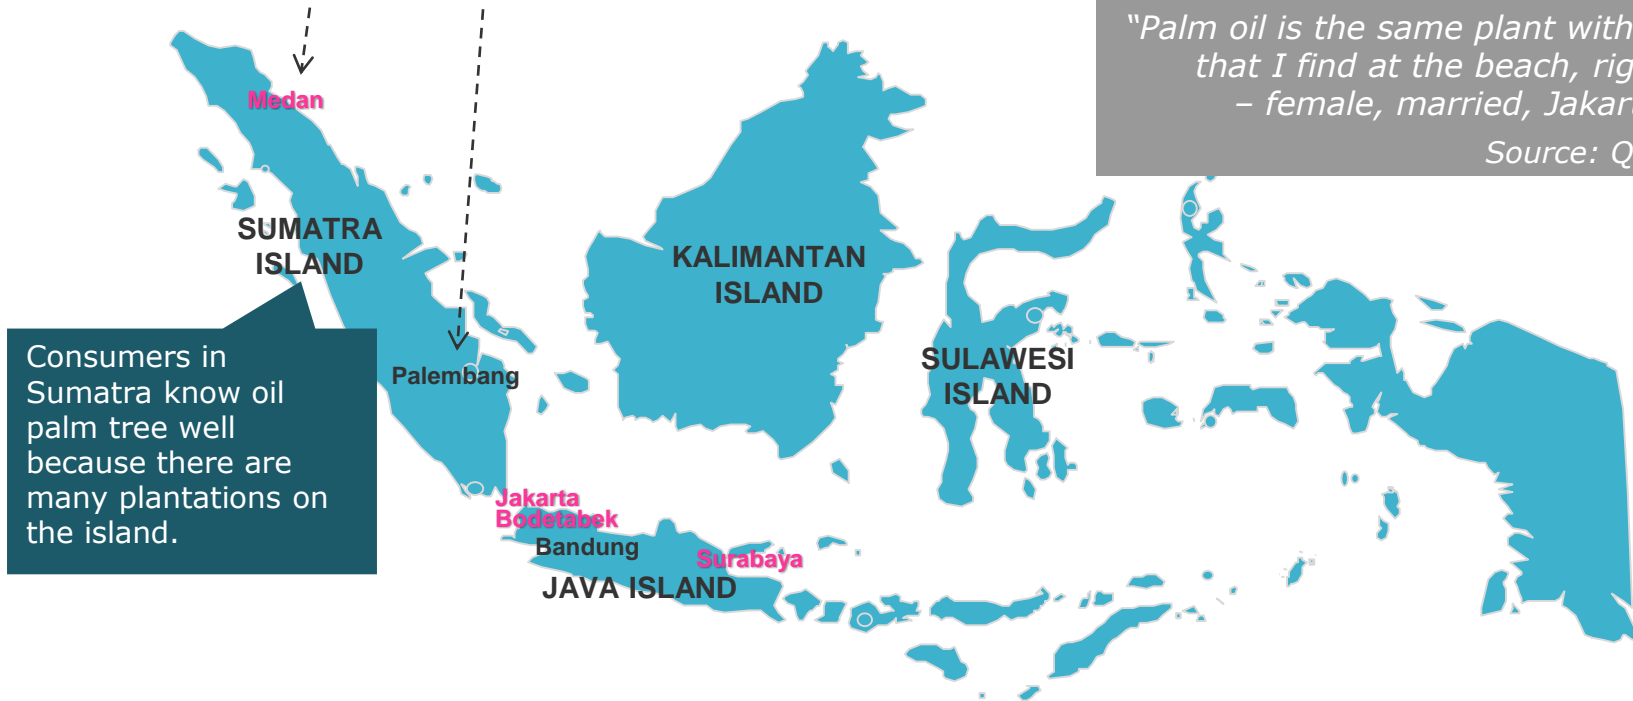 “Palm oil is the same plant with
that I find at the beach, rig
– female, married, Jakar
Source: Q
Medan
SUMATRA
ISLAND
KALIMANTAN
ISLAND
SULAWESI
ISLAND
Consumers in
Sumatra know oil
palm tree well
because there are
many plantations on
the island.
Palembang
Jakarta
Bodetabek
Bandung
Surabaya
JAVA ISLAND